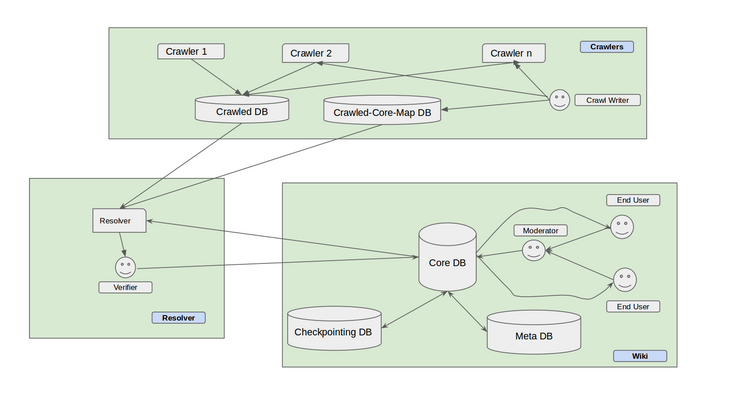 Crawler 1
Crawler 2
Crawler n
Crawlers
Crawled DB
Crawled-Core-Map DB
Crawl Writer
Resolver
Verifier
Resolver
End User
Moderator
Core DB
End User
Checkpointing DB
Meta DB
Wiki